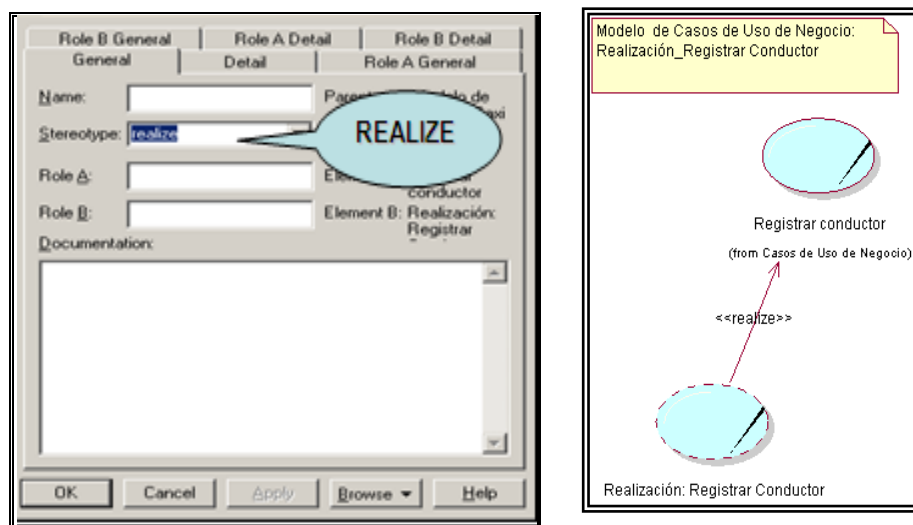 Role B General Role A Detail Role B Detail
General Detail Role A General
Name:
Stereotype: realize
REALIZE
Role A:
conductor
Role B: Element B: Realización:
Registrar
Documentation:
OK Cancel Apply Browse Help
Modelo de Casos de Uso de Negocio:
Realización_Registrar Conductor
Registrar conductor
(from Casos de Uso de Negocio)
<<realize>>
Realización: Registrar Conductor